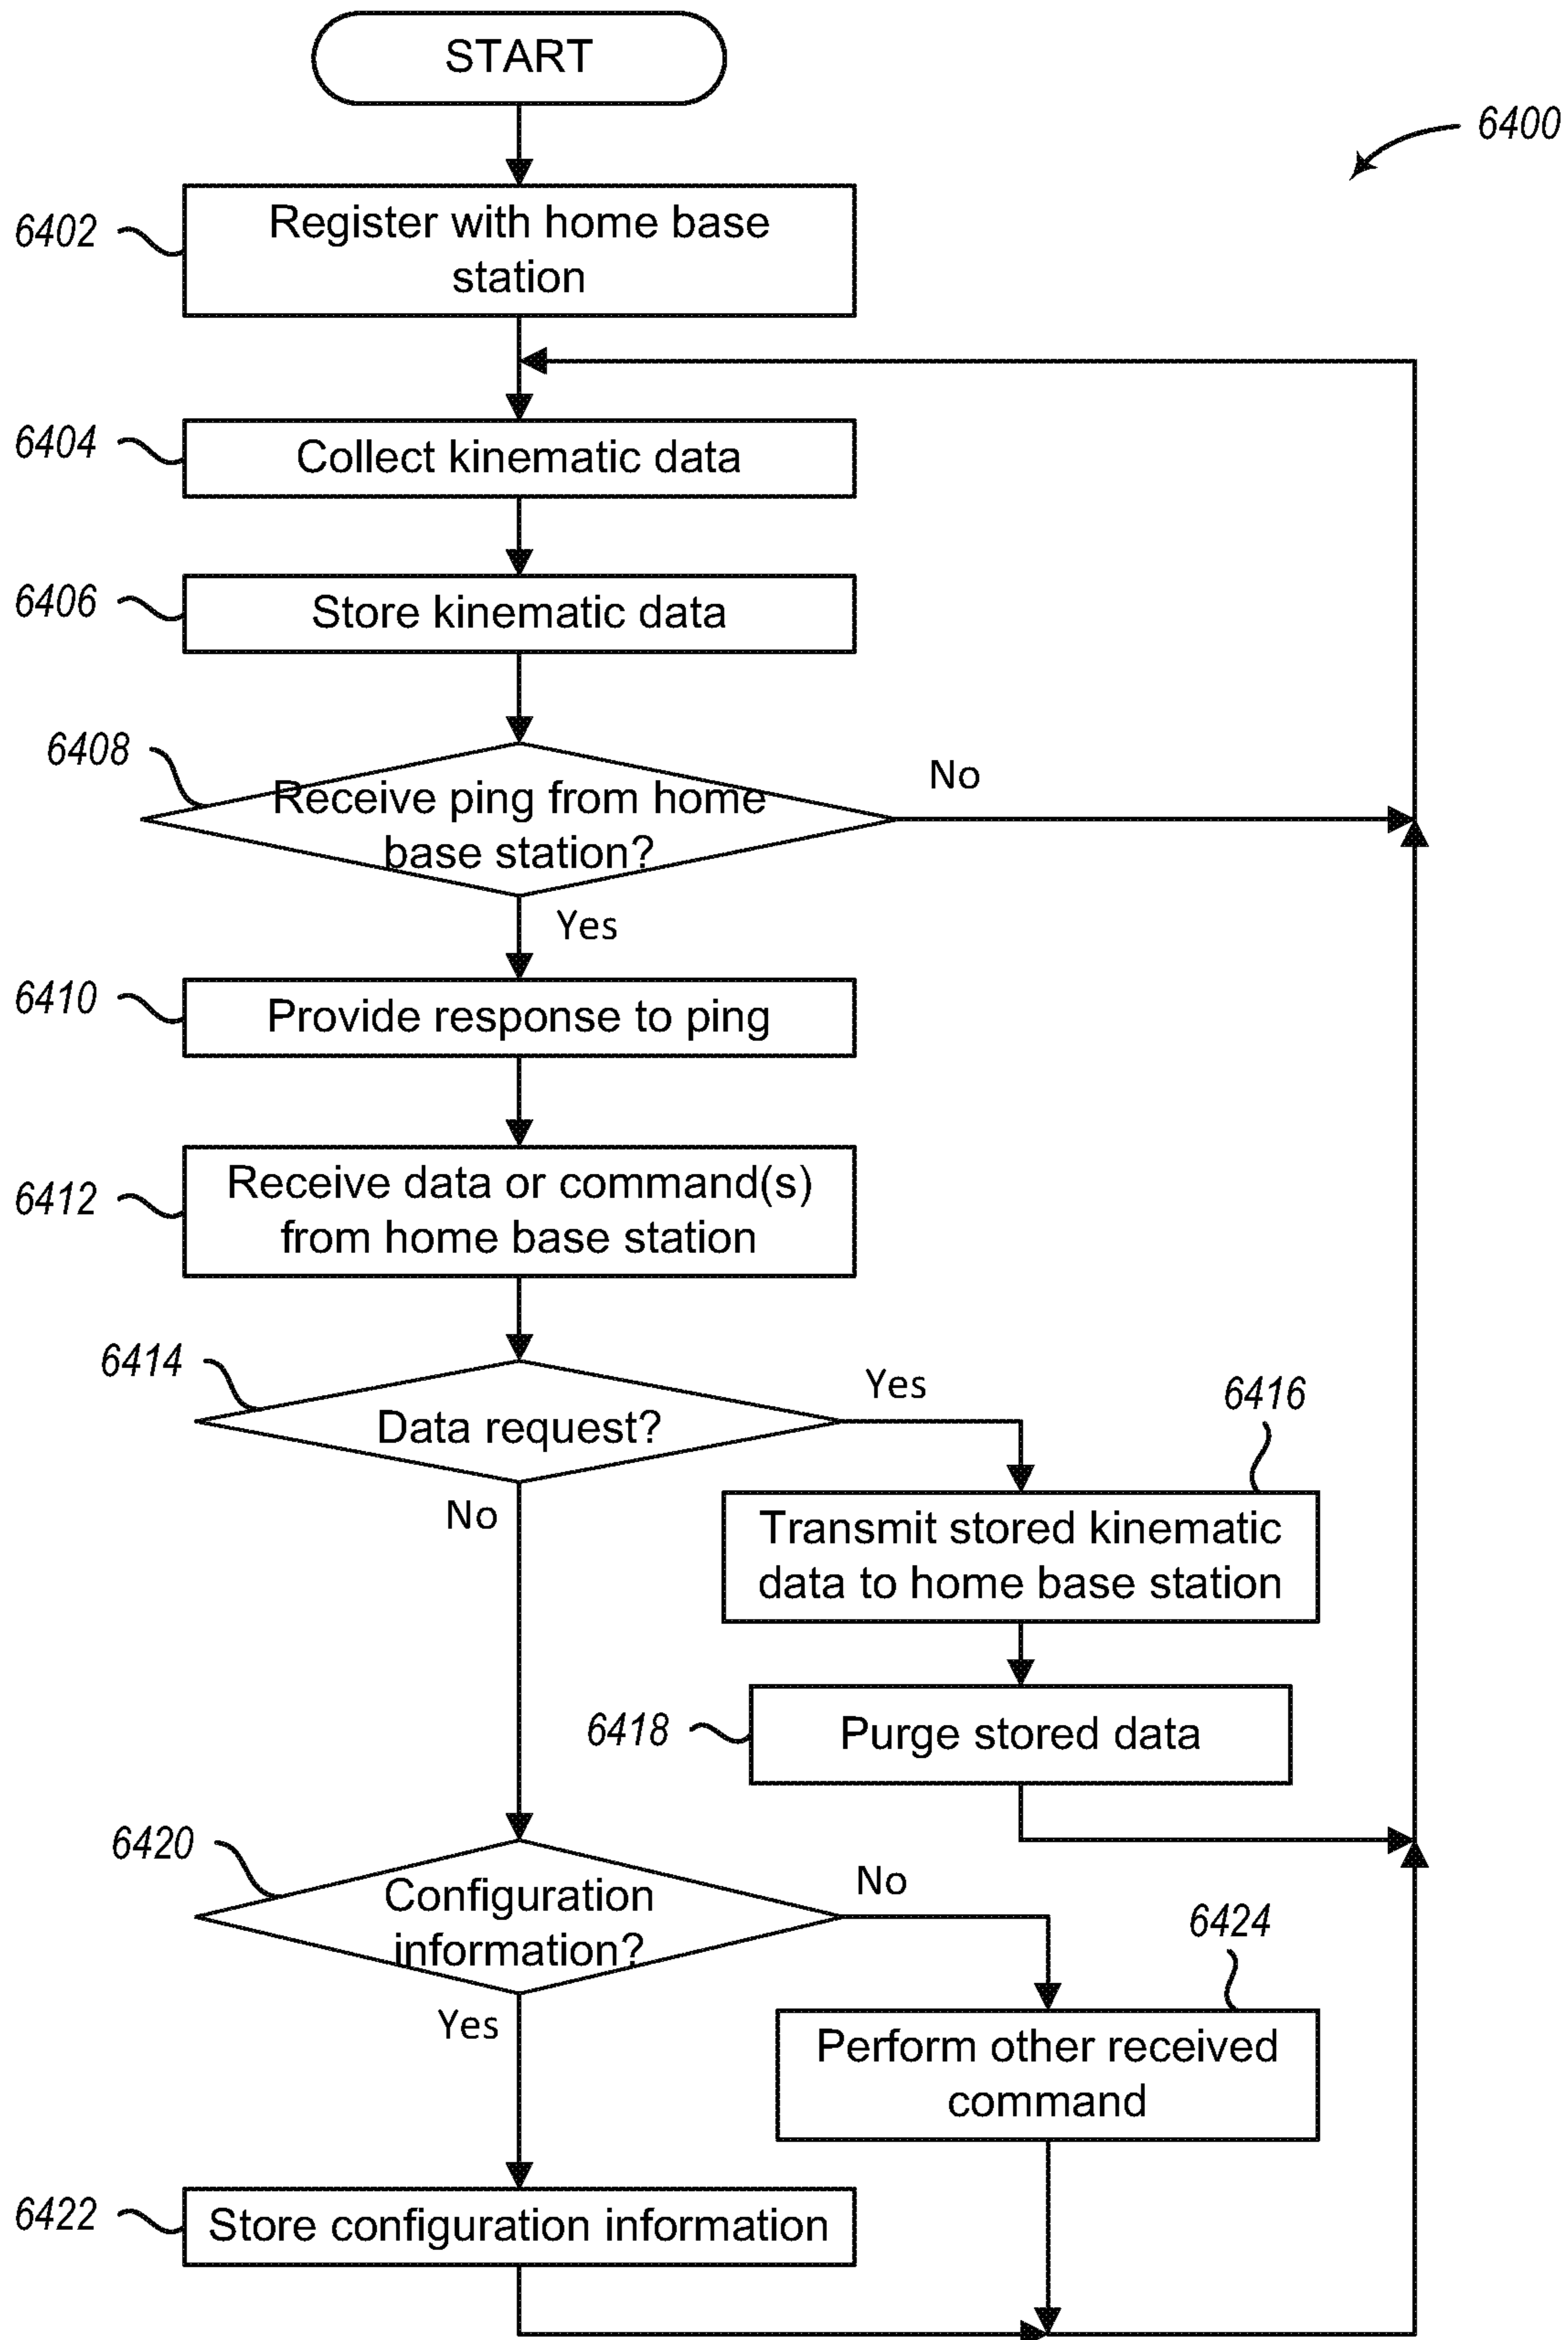 START
6400
6402
Register with home base
station
6404
Collect kinematic data
6406
Store kinematic data
6408
Receive ping from home
base station?
No
Yes
6410
Provide response to ping
6412
Receive data or command(s)
from home base station
6414
Data request?
Yes
No
6416
Transmit stored kinematic
data to home base station
6418
Purge stored data
6420
Configuration
information?
No
Yes
6424
Perform other received
command
6422
Store configuration information